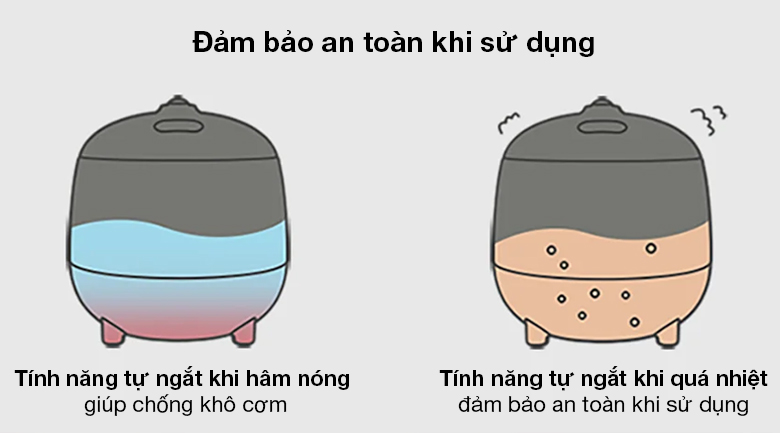 Đảm bảo an toàn khi sử dụng
Tính năng tự ngắt khi hâm nóng
giúp chống khô cơm
Tính năng tự ngắt khi quá nhiệt
đảm bảo an toàn khi sử dụng